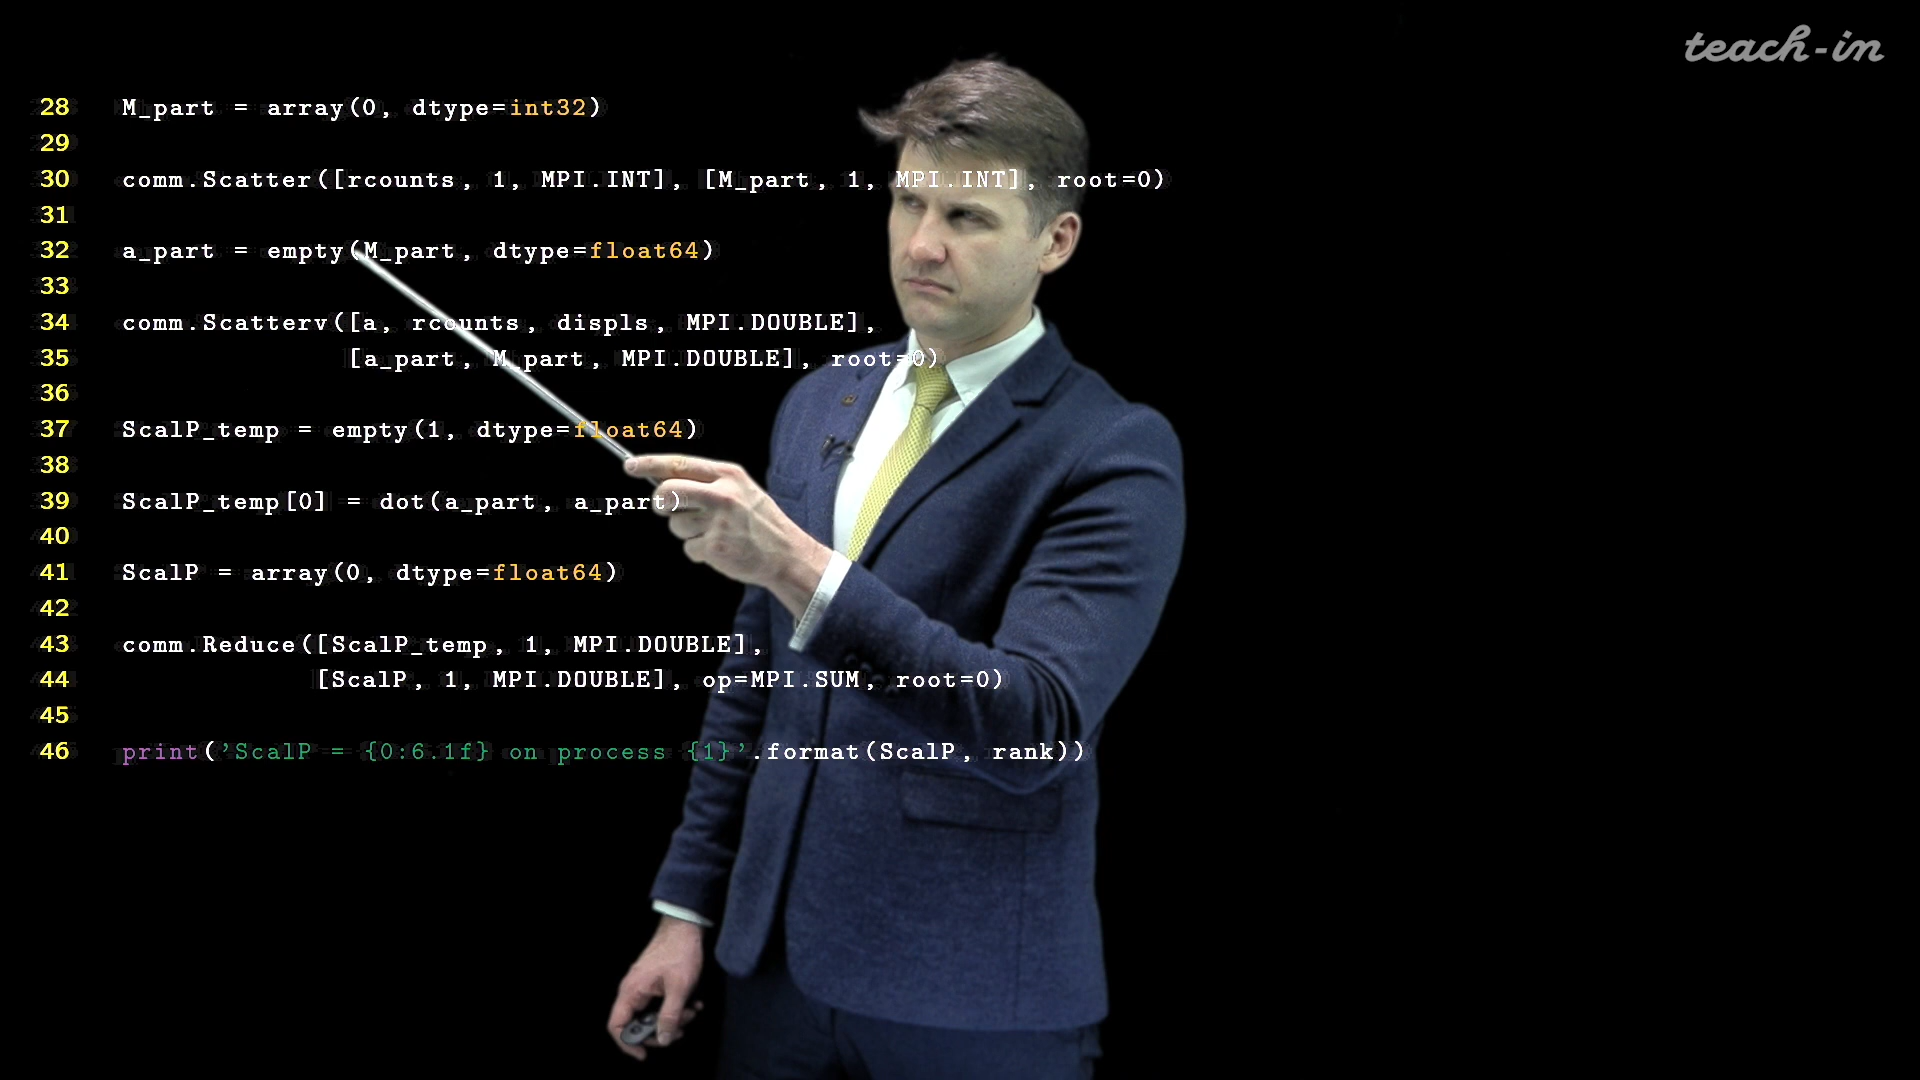 teach-in
28 M_part = array(0, dtype=int32)
29
30 comm.Scatter([rcounts, 1, MPI.INT], [M_part, 1, MPI.INT], root=0)
31
32 a_part = empty(M_part, dtype=float64)
33
34 comm.Scatterv([a, rcounts, displs, MPI.DOUBLE],
35 [a_part, M_part, MPI.DOUBLE], root=0)
36
37 ScalP_temp = empty(1, dtype=float64)
38
39 ScalP_temp[0] = dot(a_part, a_part)
40
41 ScalP = array(0, dtype=float64)
42
43 comm.Reduce([ScalP_temp, 1, MPI.DOUBLE],
44 [ScalP, 1, MPI.DOUBLE], op=MPI.SUM, root=0)
45
46 print('ScalP = {0:6.1f} on process {1}'.format(ScalP, rank))